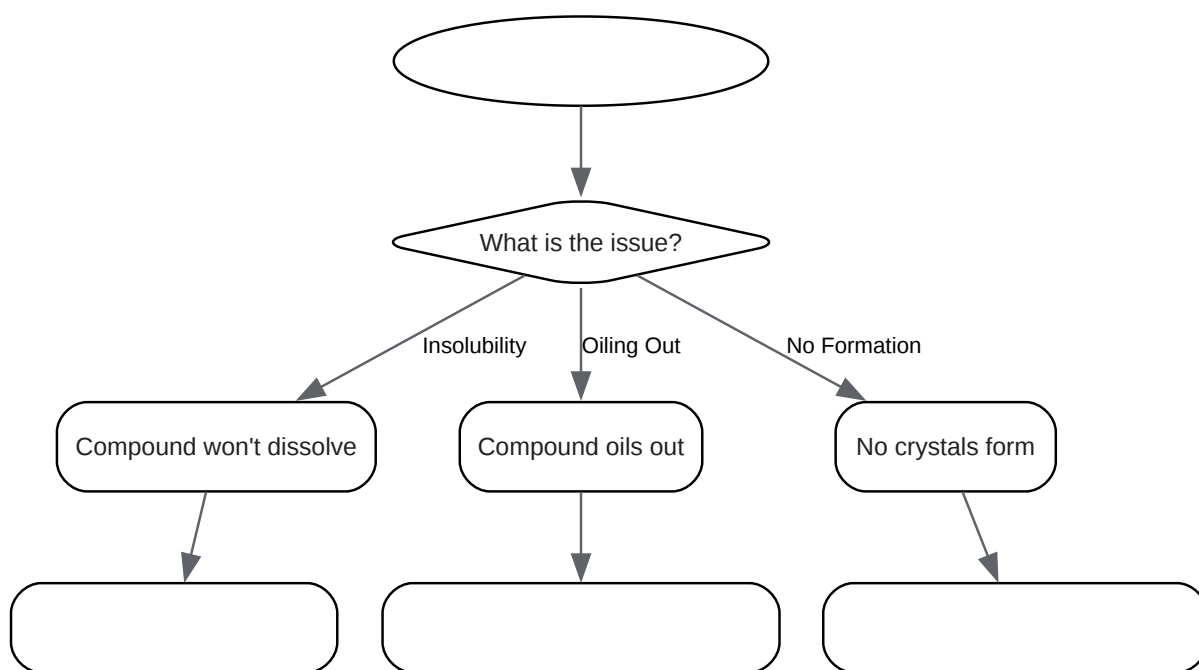 What is the issue?
Insolubility
Oiling Out
No Formation
Compound won't dissolve
Compound oils out
No crystals form